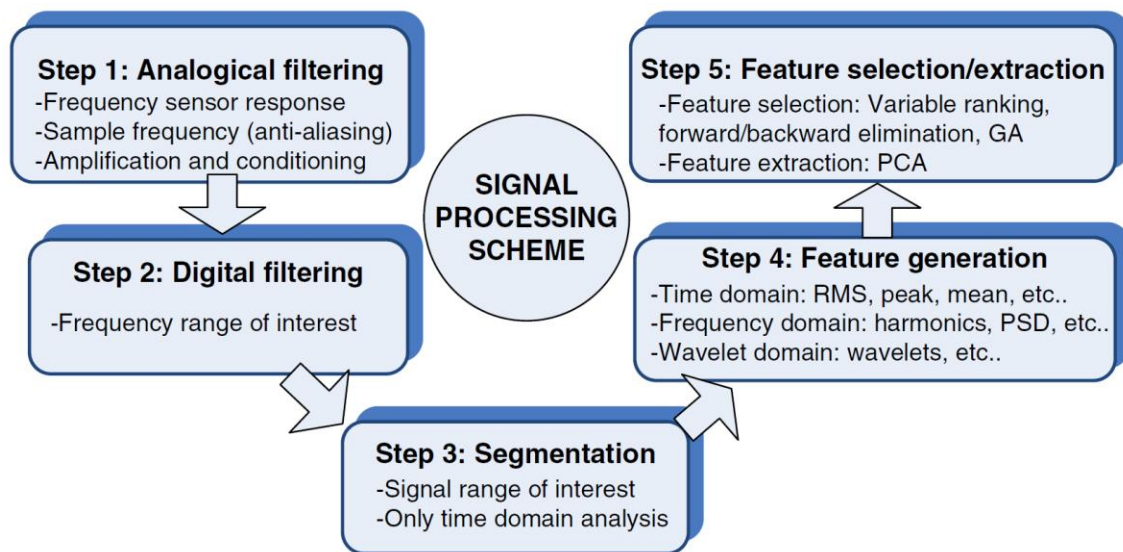 Step 1: Analogical filtering
-Frequency sensor response
-Sample frequency (anti-aliasing)
-Amplification and conditioning
Step 2: Digital filtering
-Frequency range of interest
Step 3: Segmentation
-Signal range of interest
-Only time domain analysis
Step 4: Feature generation
-Time domain: RMS, peak, mean, etc..
-Frequency domain: harmonics, PSD, etc..
-Wavelet domain: wavelets, etc..
Step 5: Feature selection/extraction
-Feature selection: Variable ranking,
forward/backward elimination, GA
-Feature extraction: PCA
SIGNAL
PROCESSING
SCHEME